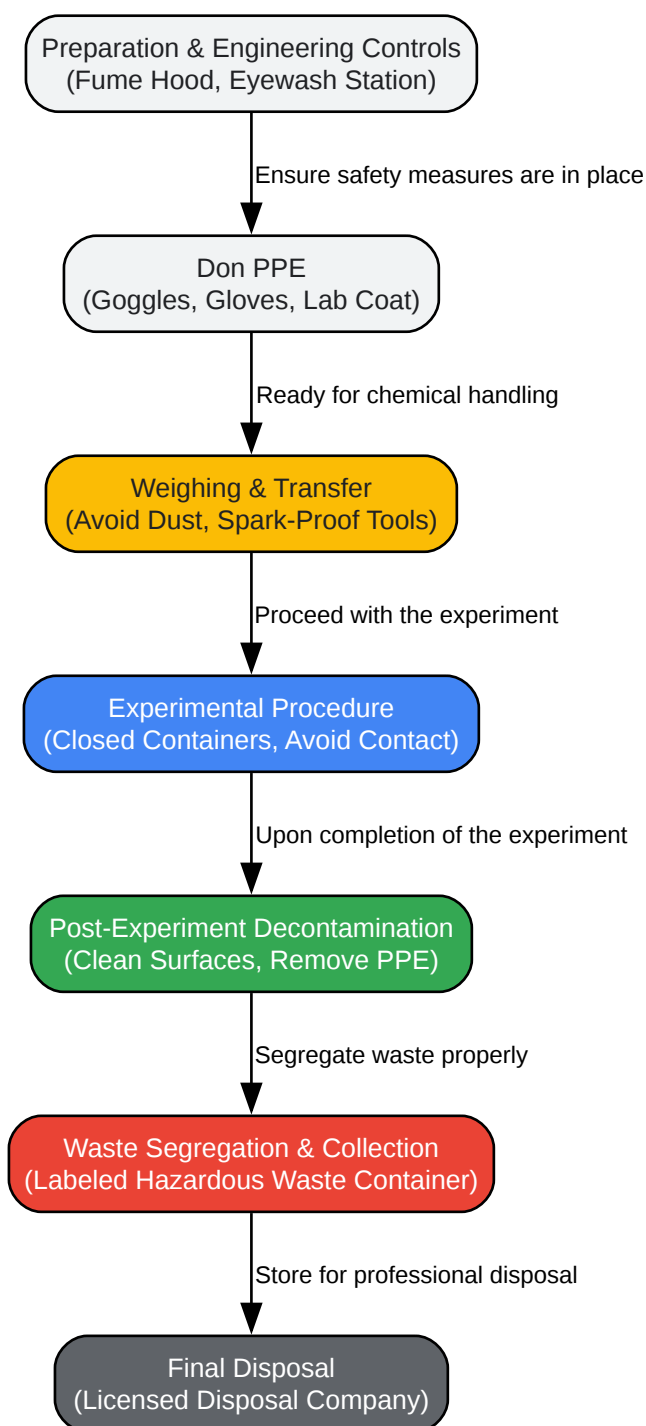 Preparation & Engineering Controls
(Fume Hood, Eyewash Station)
Ensure safety measures are in place
Don PPE
(Goggles, Gloves, Lab Coat)
Ready for chemical handling
Weighing & Transfer
(Avoid Dust, Spark-Proof Tools)
Proceed with the experiment
Experimental Procedure
(Closed Containers, Avoid Contact)
Upon completion of the experiment
Post-Experiment Decontamination
(Clean Surfaces, Remove PPE)
Segregate waste properly
Waste Segregation & Collection
(Labeled Hazardous Waste Container)
Store for professional disposal
Final Disposal
(Licensed Disposal Company)